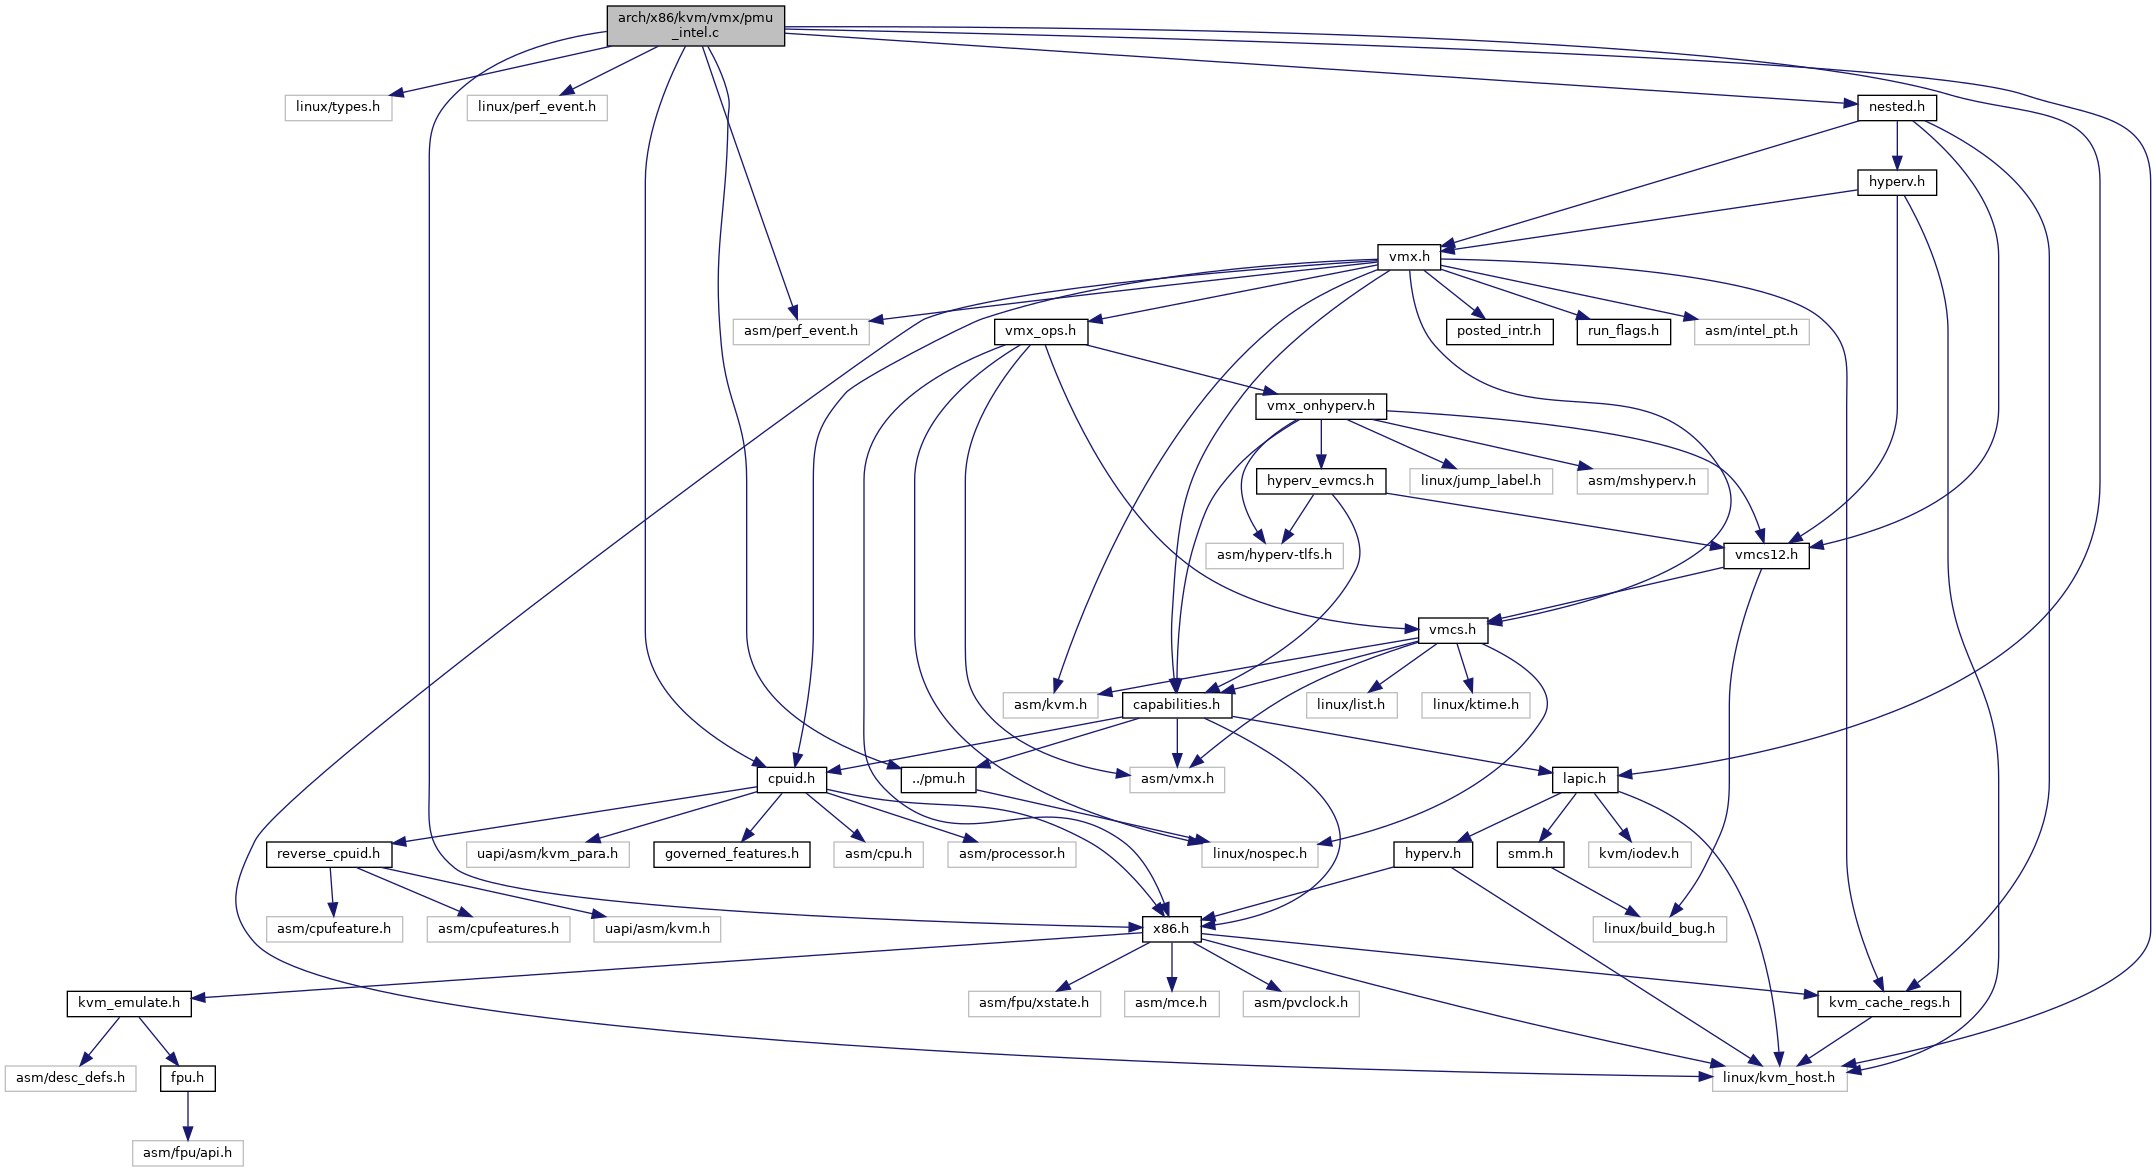 arch/x86/kvm/vmx/pmu
_intel.c
linux/types.h
linux/perf_event.h
nested.h
hyperv.h
vmx.h
asm/perf_event.h
vmx_ops.h
posted_intr.h
run_flags.h
asm/intel_pt.h
vmx_onhyperv.h
hyperv_evmcs.h
linux/jump_label.h
asm/mshyperv.h
asm/hyperv-tlfs.h
vmcs12.h
vmcs.h
asm/kvm.h
capabilities.h
linux/list.h
linux/ktime.h
cpuid.h
../pmu.h
asm/vmx.h
lapic.h
reverse_cpuid.h
uapi/asm/kvm_para.h
governed_features.h
asm/cpu.h
asm/processor.h
linux/nospec.h
hyperv.h
smm.h
kvm/iodev.h
asm/cpufeature.h
asm/cpufeatures.h
uapi/asm/kvm.h
x86.h
linux/build_bug.h
kvm_emulate.h
asm/fpu/xstate.h
asm/mce.h
asm/pvclock.h
kvm_cache_regs.h
asm/desc_defs.h
fpu.h
linux/kvm_host.h
asm/fpu/api.h